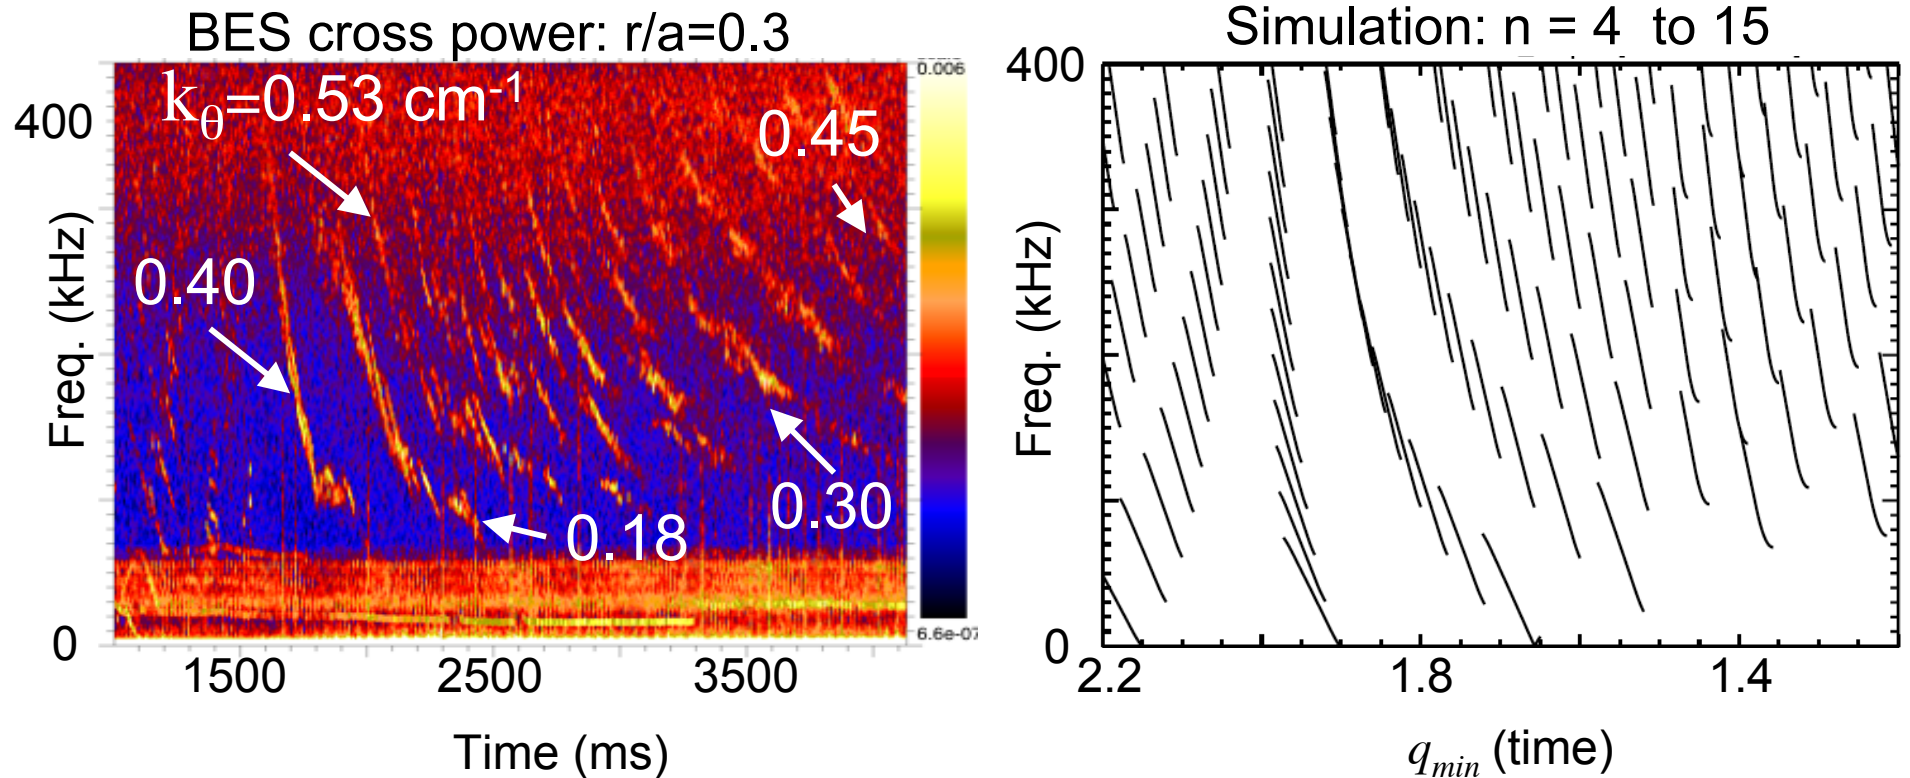 BES cross power: r/a=0.3
kθ=0.53 cm-1
0.45
0.40
0.30
0.18
400
0
Freq. (kHz)
1500 2500 3500
Time (ms)
0.006
6.6e-07
Simulation: n = 4 to 15
400
0
Freq. (kHz)
2.2 1.8 1.4
qmin (time)